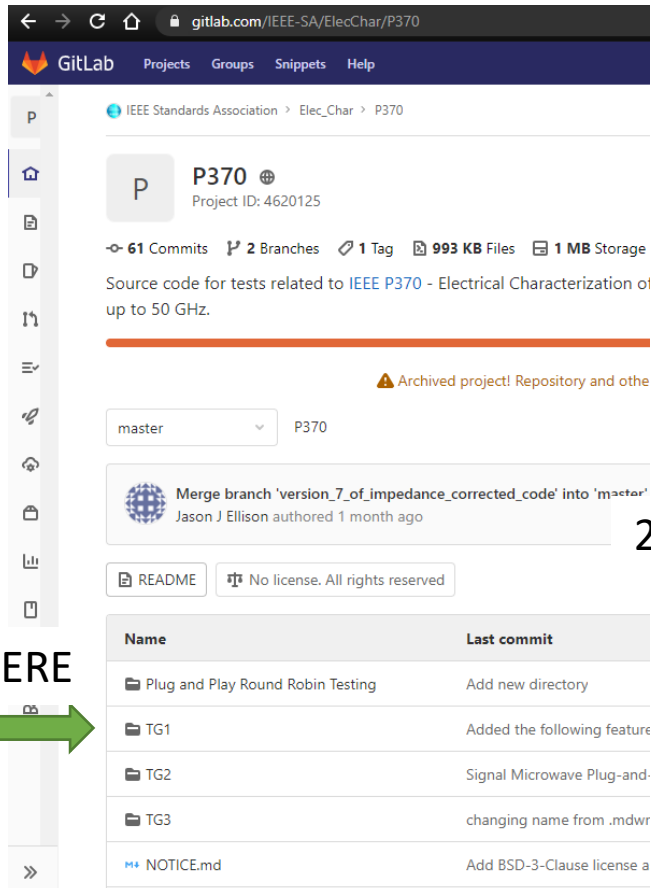 gitlab.com/IEEE-SA/ElecChar/P370
GitLab Projects Groups Snippets Help
P
IEEE Standards Association > Elec_Char > P370
P
P370
Project ID: 4620125
61 Commits 2 Branches 1 Tag 993 KB Files 1 MB Storage
Source code for tests related to IEEE P370 - Electrical Characterization of
up to 50 GHz.
Archived project! Repository and othe
master P370
Merge branch 'version_7_of_impedance_corrected_code' into 'master'
Jason J Ellison authored 1 month ago
2
README No license. All rights reserved
Name Last commit
ERE
Plug and Play Round Robin Testing Add new directory
TG1 Added the following feature
TG2 Signal Microwave Plug-and-
TG3 changing name from .mdwn
NOTICE.md Add BSD-3-Clause license a